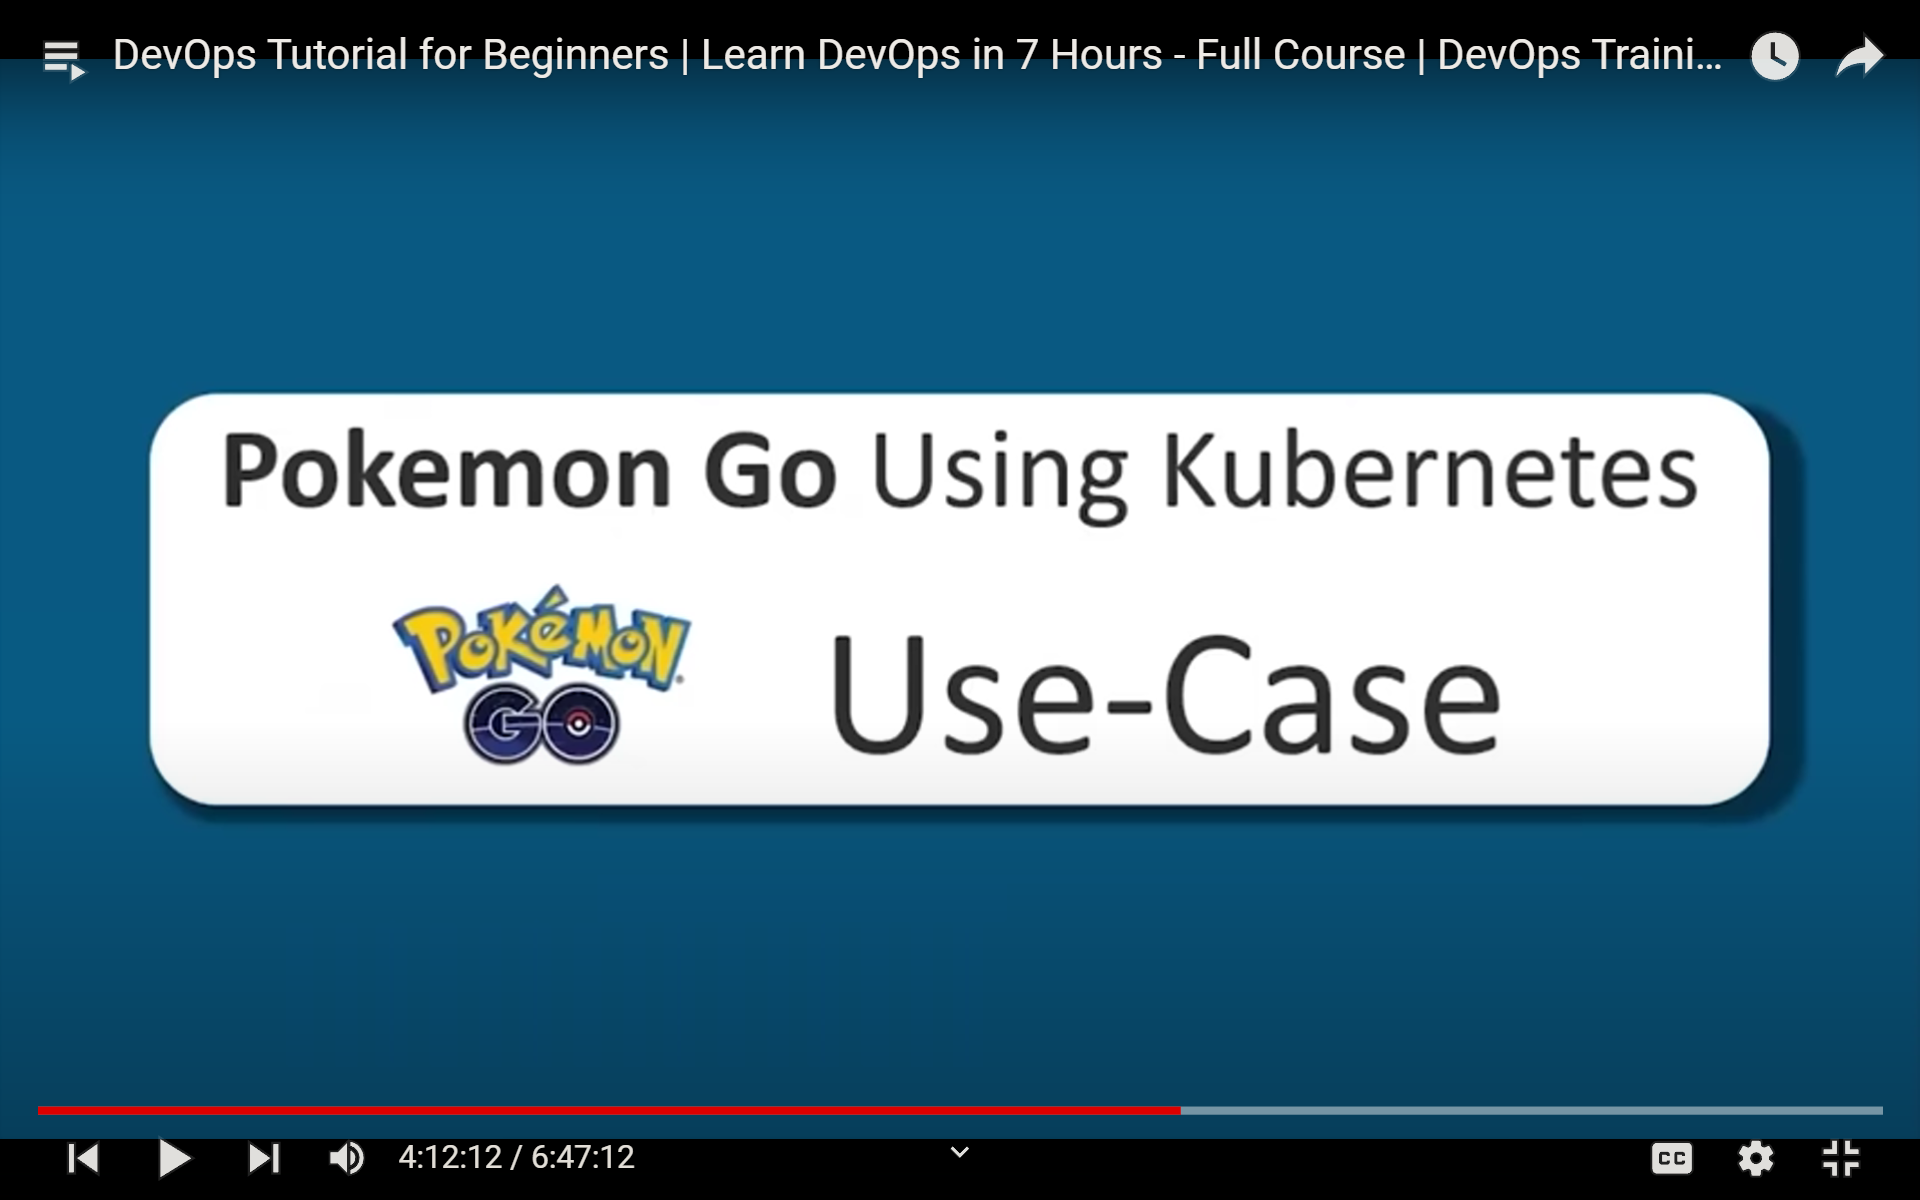 DevOps Tutorial for Beginners | Learn DevOps in 7 Hours - Full Course | DevOps Traini...
Pokemon Go Using Kubernetes
POKéMON
GO
Use-Case
4:12:12 / 6:47:12
CC